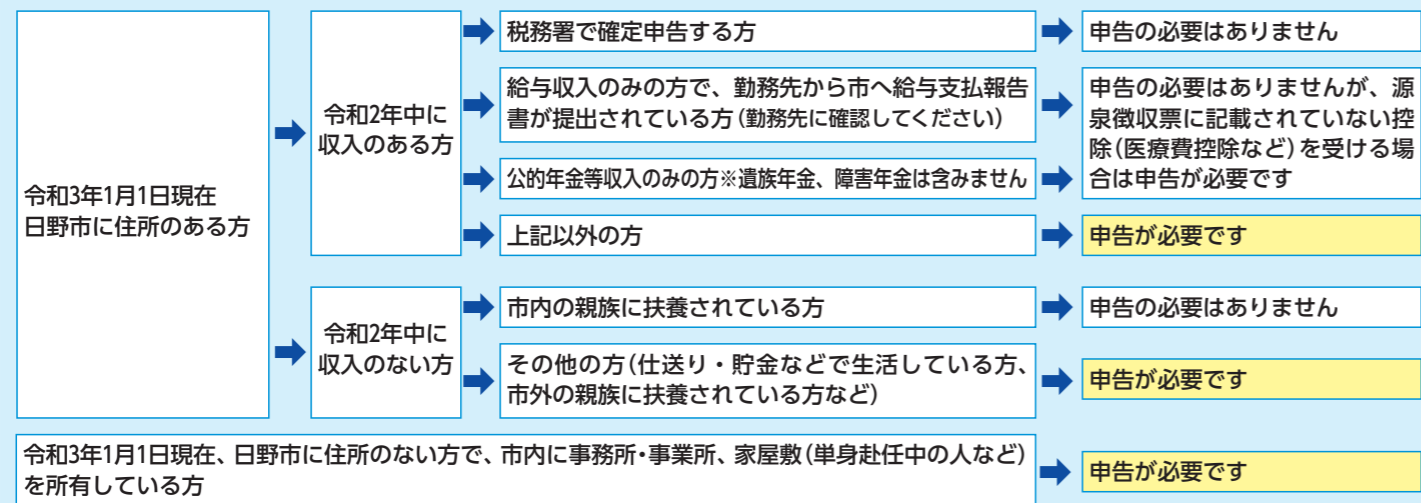 令和3年1月1日現在
日野市に住所のある方
令和2年中に
収入のある方
税務署で確定申告する方
申告の必要はありません
給与収入のみの方で、勤務先から市へ給与支払報告
書が提出されている方(勤務先に確認してください)
公的年金等収入のみの方※遺族年金、障害年金は含みません
申告の必要はありませんが、源
泉徴収票に記載されていない控
除(医療費控除など)を受ける場
合は申告が必要です
上記以外の方
申告が必要です
令和2年中に
収入のない方
市内の親族に扶養されている方
申告の必要はありません
その他の方(仕送り・貯金などで生活している方、
市外の親族に扶養されている方など)
申告が必要です
令和3年1月1日現在、日野市に住所のない方で、市内に事務所・事業所、家屋敷(単身赴任中の人など)
を所有している方
申告が必要です